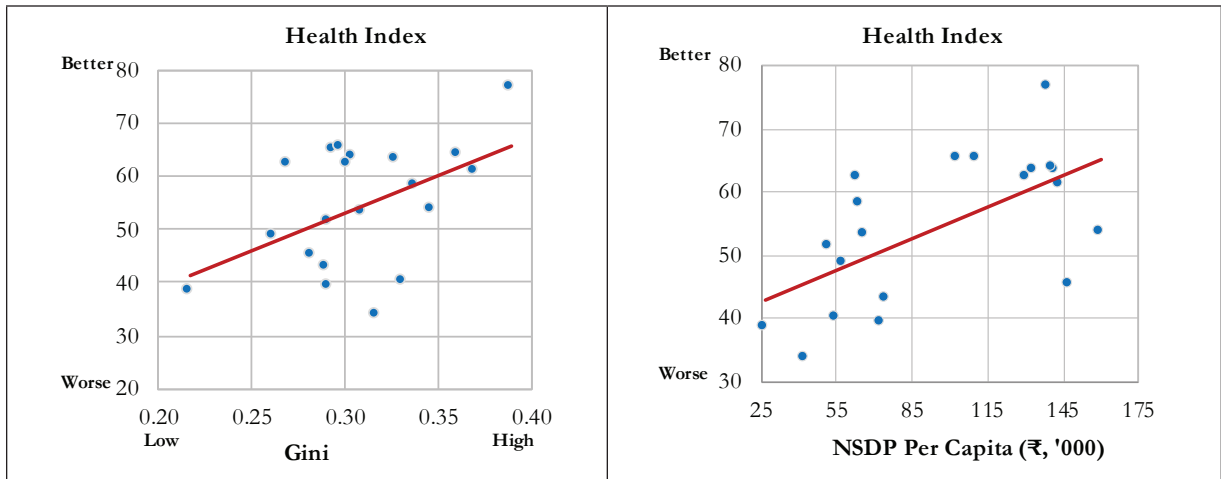 Health Index
Better
80
70
60
50
40
30
Worse
20
0.20
0.25
0.30
0.35
0.40
Low
High
Gini
Health Index
Better
80
70
60
50
40
Worse
30
25
55
85
115
145
175
NSDP Per Capita (₹, '000)